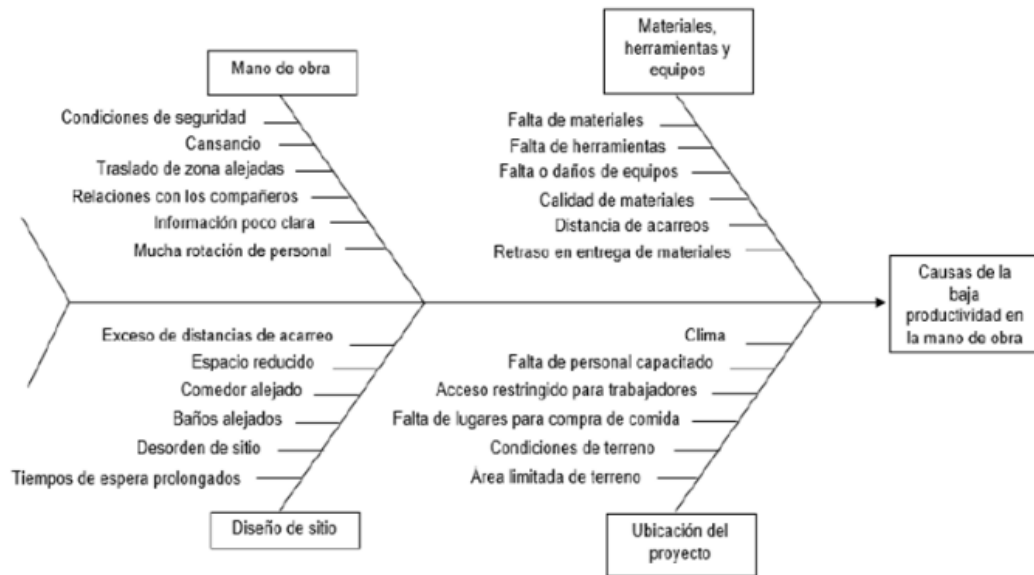 Mano de obra
Condiciones de seguridad
Cansancio
Traslado de zona alejadas
Relaciones con los compañeros
Información poco clara
Mucha rotación de personal
Materiales,
herramientas y
equipos
Falta de materiales
Falta de herramientas
Falta o daños de equipos
Calidad de materiales
Distancia de acarreos
Retraso en entrega de materiales
Causas de la
baja
productividad en
la mano de obra
Exceso de distancias de acarreo
Espacio reducido
Comedor alejado
Baños alejados
Desorden de sitio
Tiempos de espera prolongados
Diseño de sitio
Clima
Falta de personal capacitado
Acceso restringido para trabajadores
Falta de lugares para compra de comida
Condiciones de terreno
Área limitada de terreno
Ubicación del
proyecto